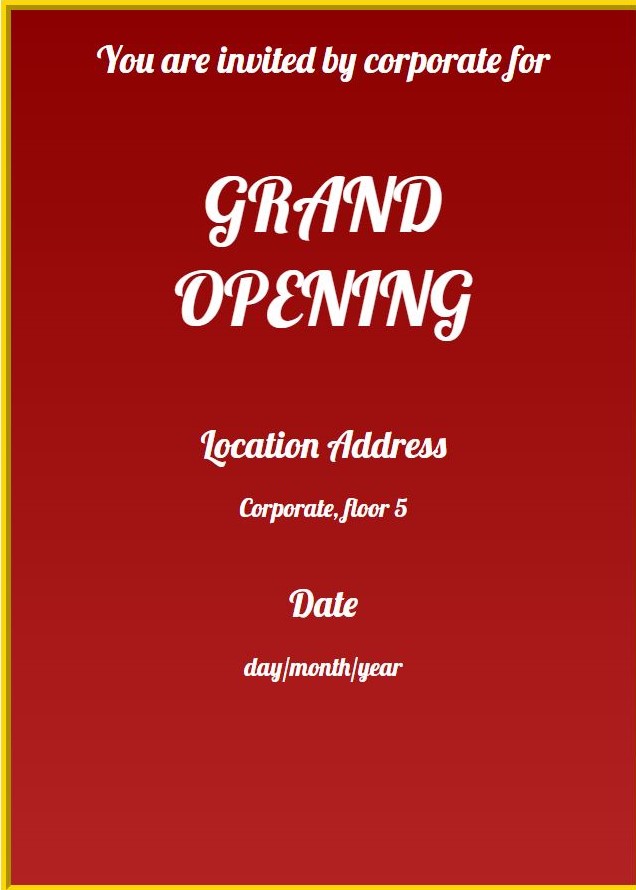 You are invited by corporate for
GRAND
OPENING
Location Address
Corporate, floor 5
Date
day/month/year